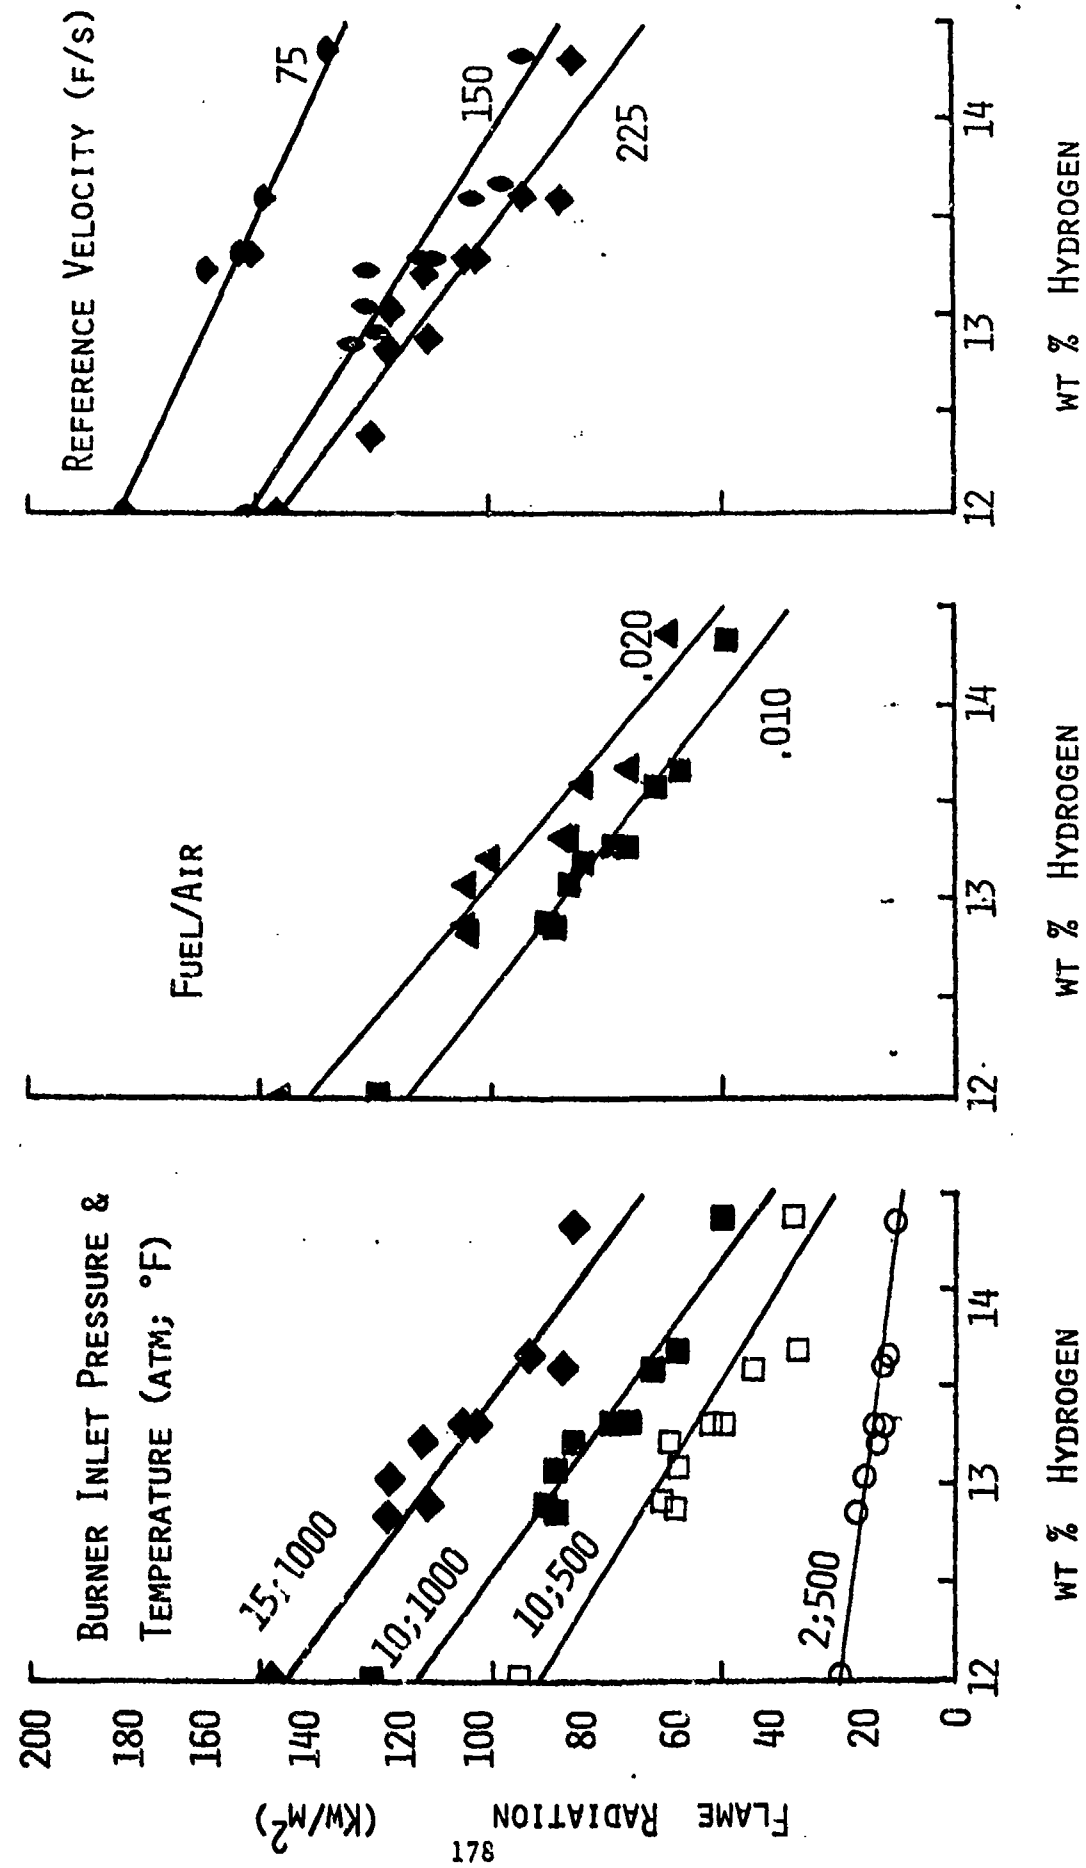 BURNER INLET PRESSURE &
TEMPERATURE (ATM; °F)
FLAME RADIATION
(KW/M²)
200
180
160
140
120
100
80
60
40
20
0
15;1000
10;1000
10;500
2;500
12 13 14
WT % HYDROGEN
FUEL/AIR
.020
.010
12 13 14
WT % HYDROGEN
REFERENCE VELOCITY (F/S)
75
150
225
12 13 14
WT % HYDROGEN
178